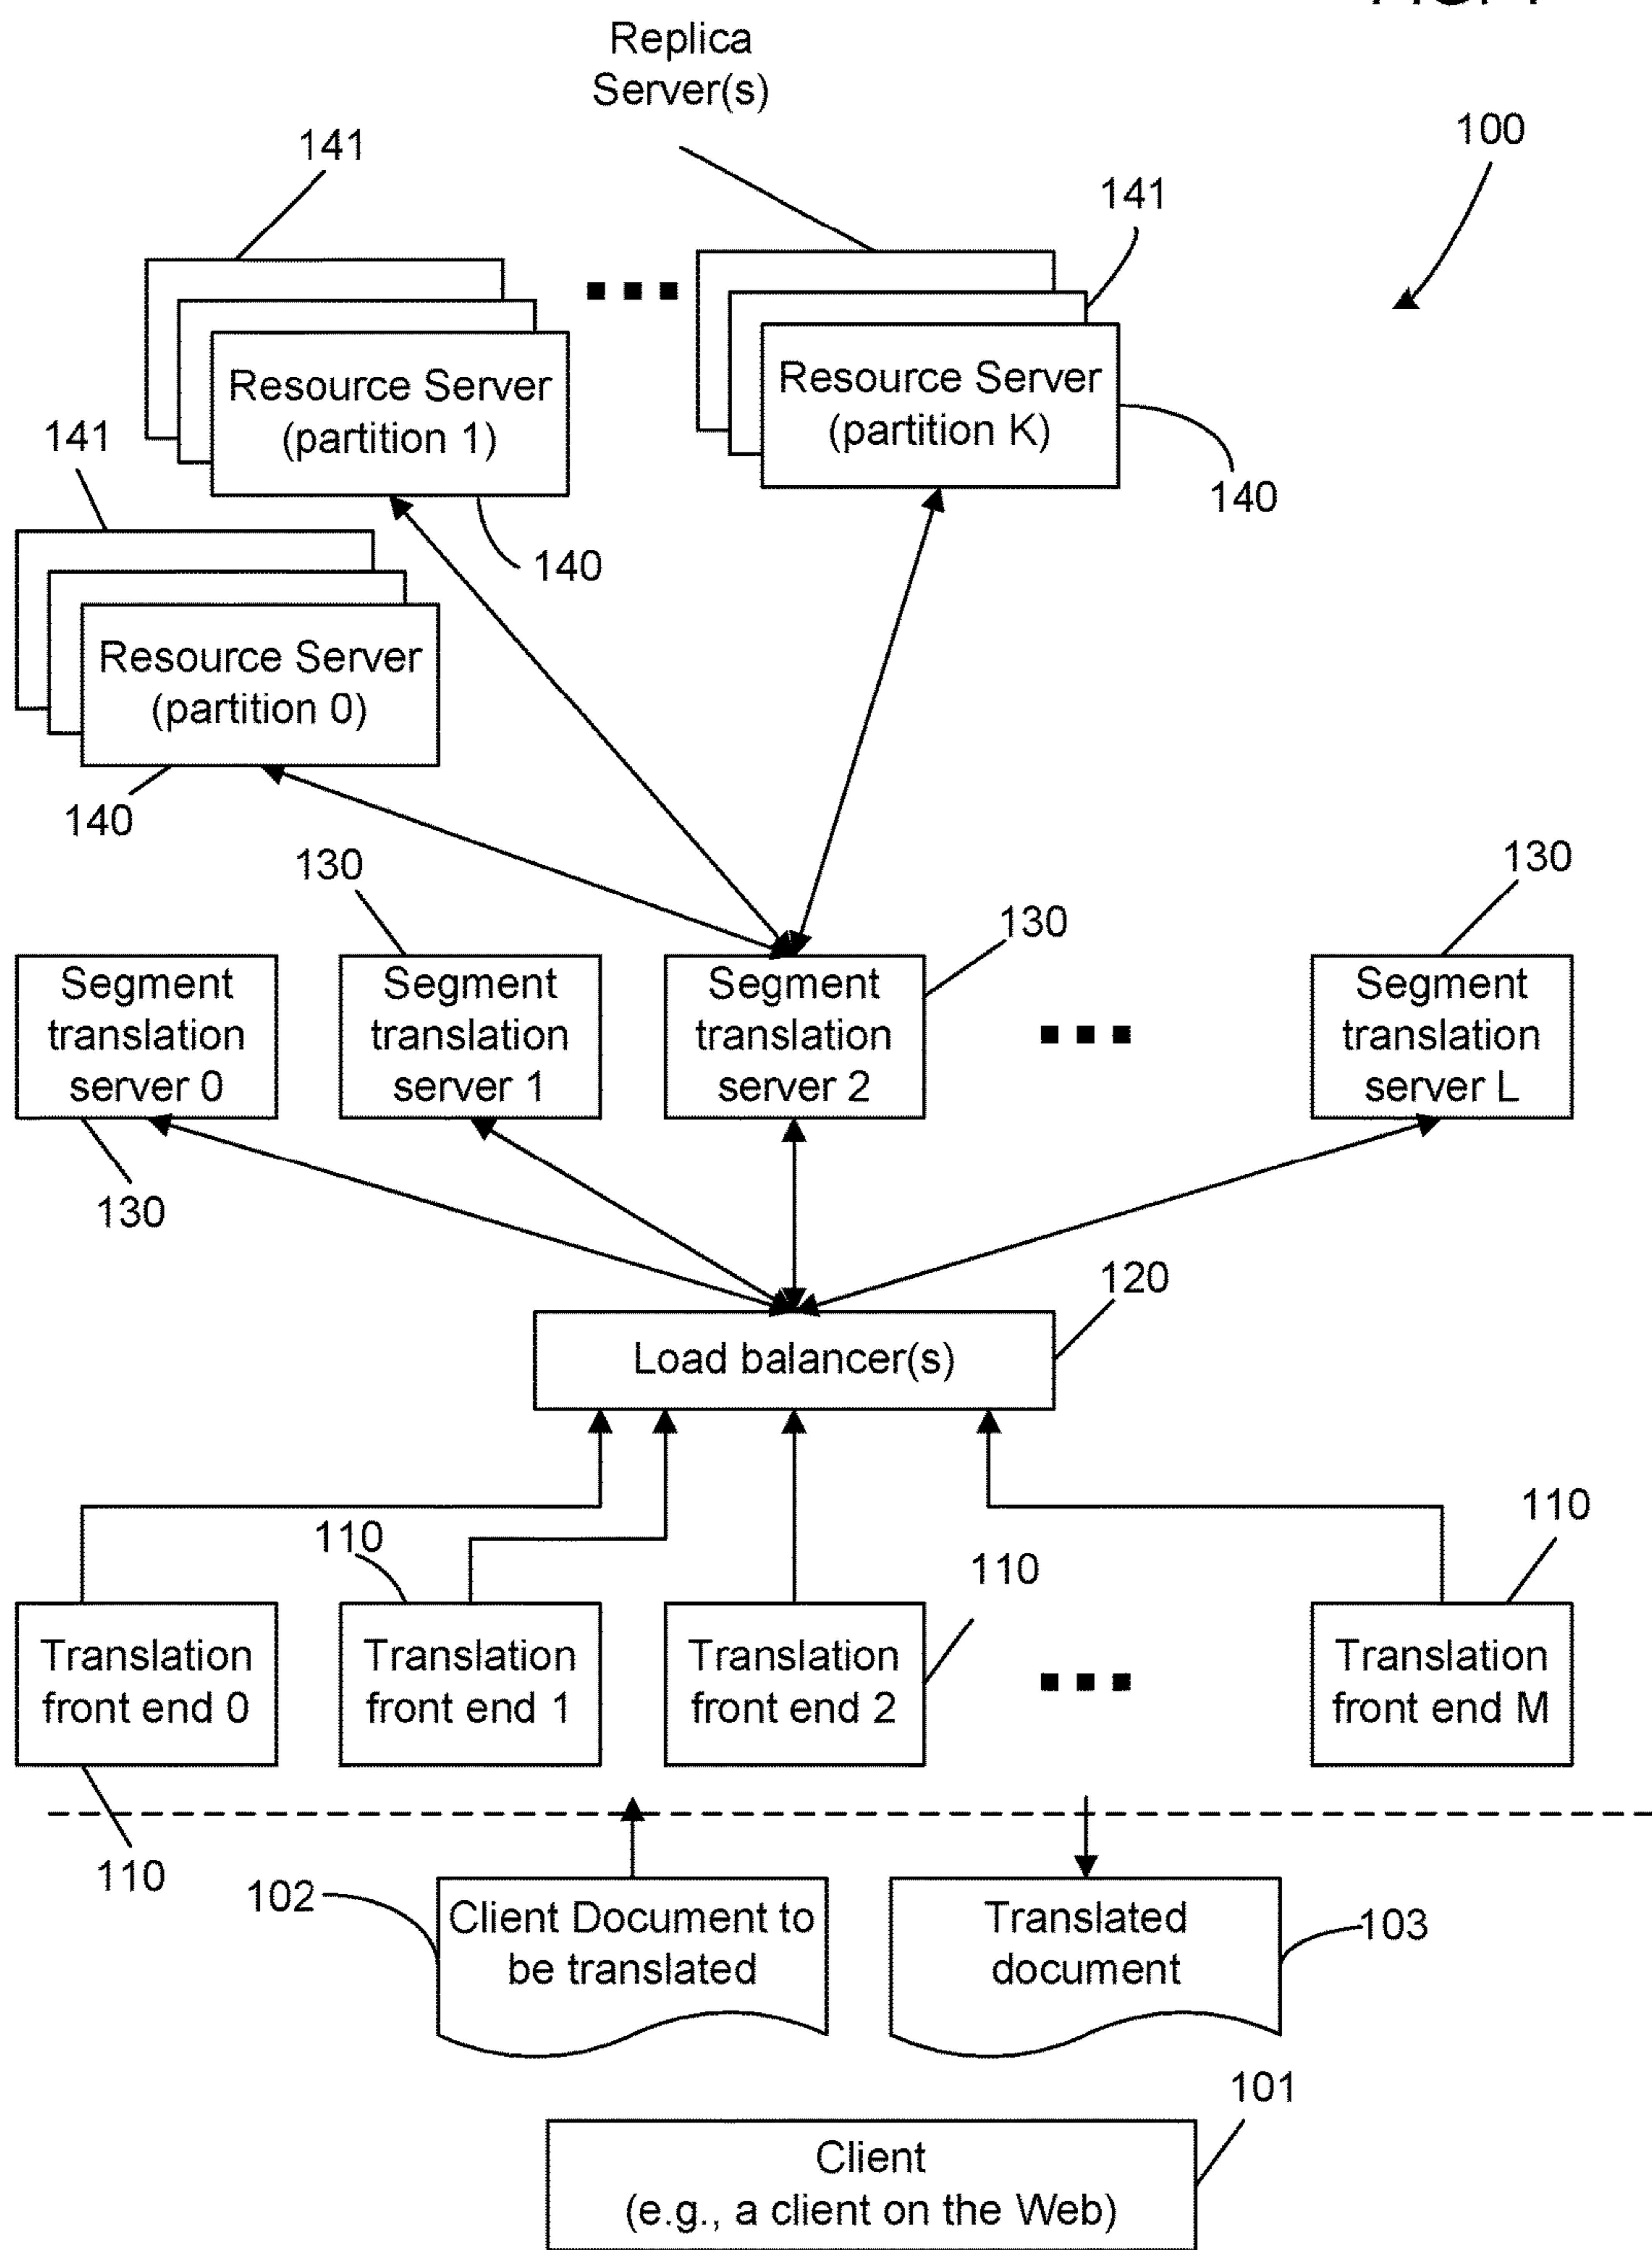 Replica
Server(s)
100
141
141
Resource Server
(partition 1)
Resource Server
(partition K)
141
140
140
Resource Server
(partition 0)
140
130
130
130
Segment
translation
server 0
Segment
translation
server 1
Segment
translation
server 2
Segment
translation
server L
130
120
Load balancer(s)
110
110
110
Translation
front end 0
Translation
front end 1
Translation
front end 2
Translation
front end M
110
102
Client Document to
be translated
Translated
document
103
101
Client
(e.g., a client on the Web)